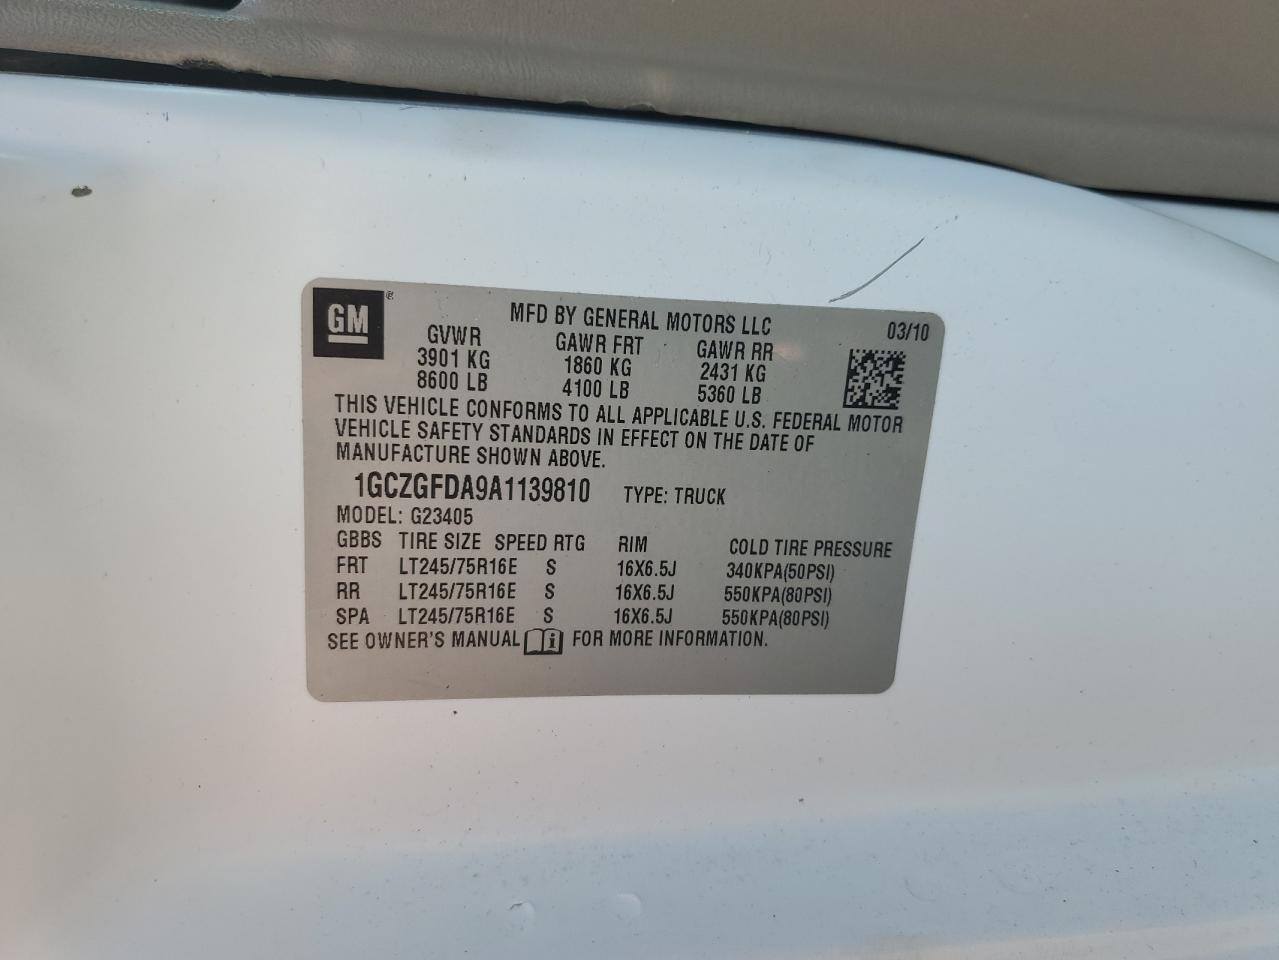 GM ®
MFD BY GENERAL MOTORS LLC 03/10
GVWR GAWR FRT GAWR RR
3901 KG 1860 KG 2431 KG
8600 LB 4100 LB 5360 LB
THIS VEHICLE CONFORMS TO ALL APPLICABLE U.S. FEDERAL MOTOR
VEHICLE SAFETY STANDARDS IN EFFECT ON THE DATE OF
MANUFACTURE SHOWN ABOVE.
1GCZGFDA9A1139810 TYPE: TRUCK
MODEL: G23405
GBBS TIRE SIZE SPEED RTG RIM COLD TIRE PRESSURE
FRT LT245/75R16E S 16X6.5J 340KPA(50PSI)
RR LT245/75R16E S 16X6.5J 550KPA(80PSI)
SPA LT245/75R16E S 16X6.5J 550KPA(80PSI)
SEE OWNER'S MANUAL i FOR MORE INFORMATION.